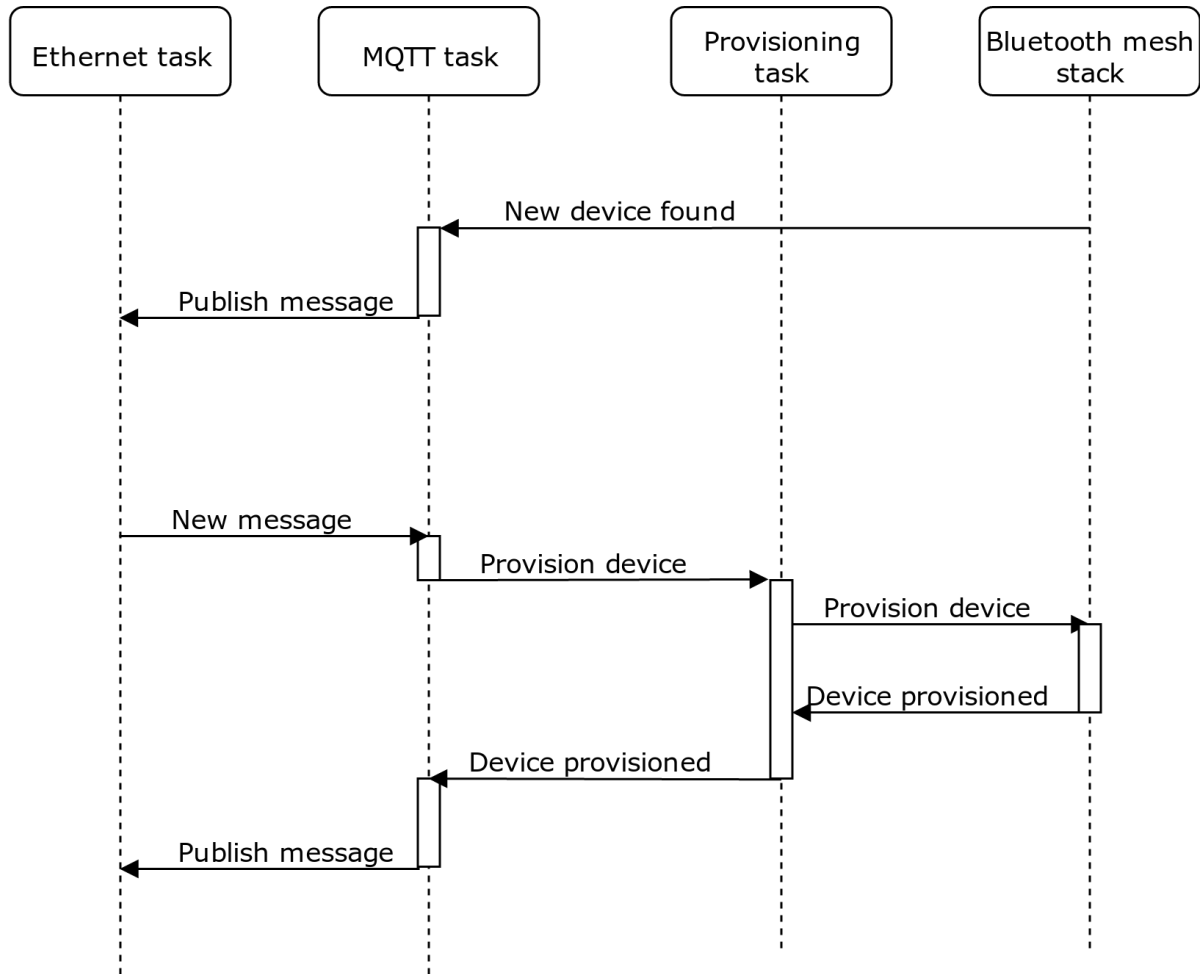 Ethernet task
MQTT task
Provisioning
task
Bluetooth mesh
stack
New device found
Publish message
New message
Provision device
Provision device
Device provisioned
Device provisioned
Publish message